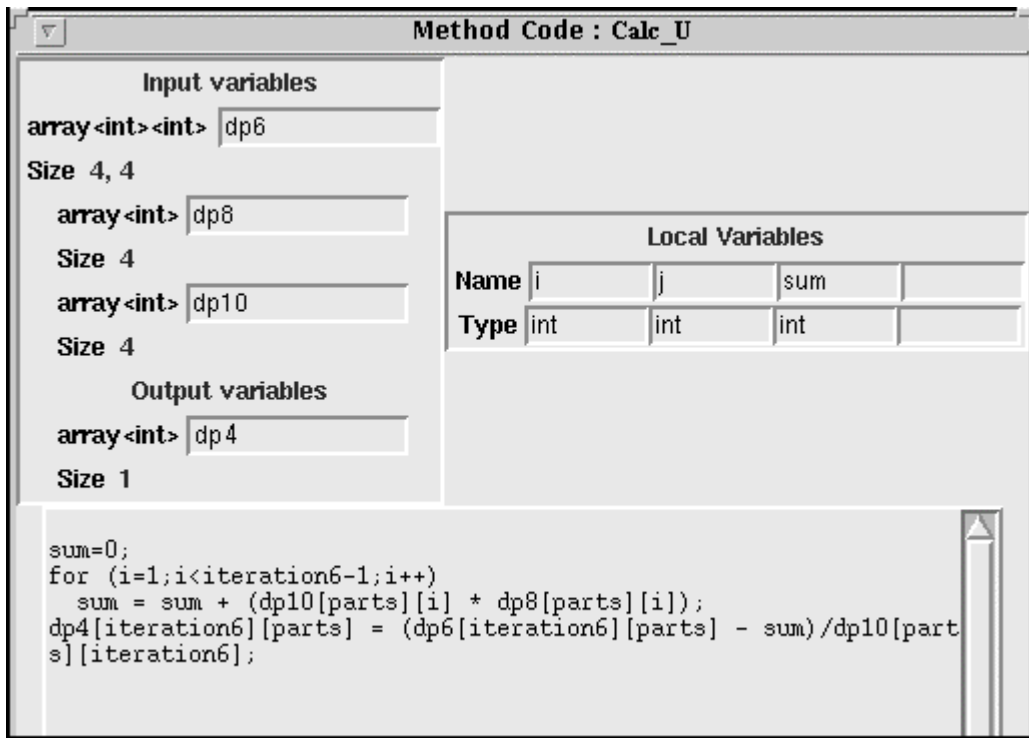 Method Code : Calc_U
Input variables
array<int><int> dp6
Size 4, 4
array<int> dp8
Size 4
array<int> dp10
Size 4
Output variables
array<int> dp4
Size 1
Local Variables
Name i j sum
Type int int int
sum=0;
for (i=1;i<iteration6-1;i++)
  sum = sum + (dp10[parts][i] * dp8[parts][i]);
dp4[iteration6][parts] = (dp6[iteration6][parts] - sum)/dp10[part
s][iteration6];